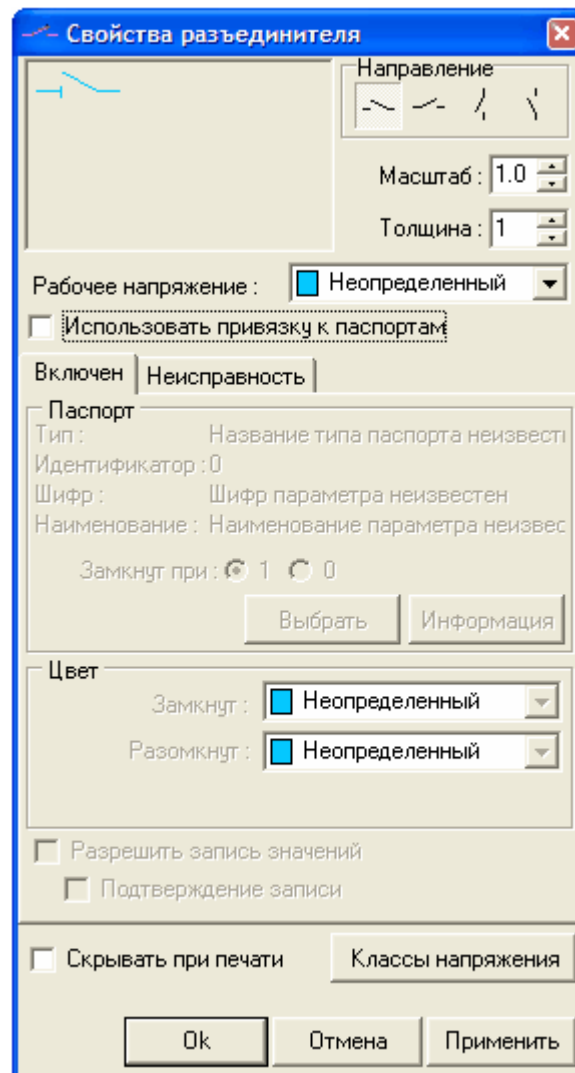 Свойства разъединителя
Направление
Масштаб : 1.0
Толщина : 1
Рабочее напряжение : Неопределенный
Использовать привязку к паспортам
Включен Неисправность
Паспорт
Тип : Название типа паспорта неизвест
Идентификатор : 0
Шифр : Шифр параметра неизвестен
Наименование : Наименование параметра неизвес
Замкнут при : 1 0
Выбрать Информация
Цвет
Замкнут : Неопределенный
Разомкнут : Неопределенный
Разрешить запись значений
Подтверждение записи
Скрывать при печати Классы напряжения
Ok Отмена Применить